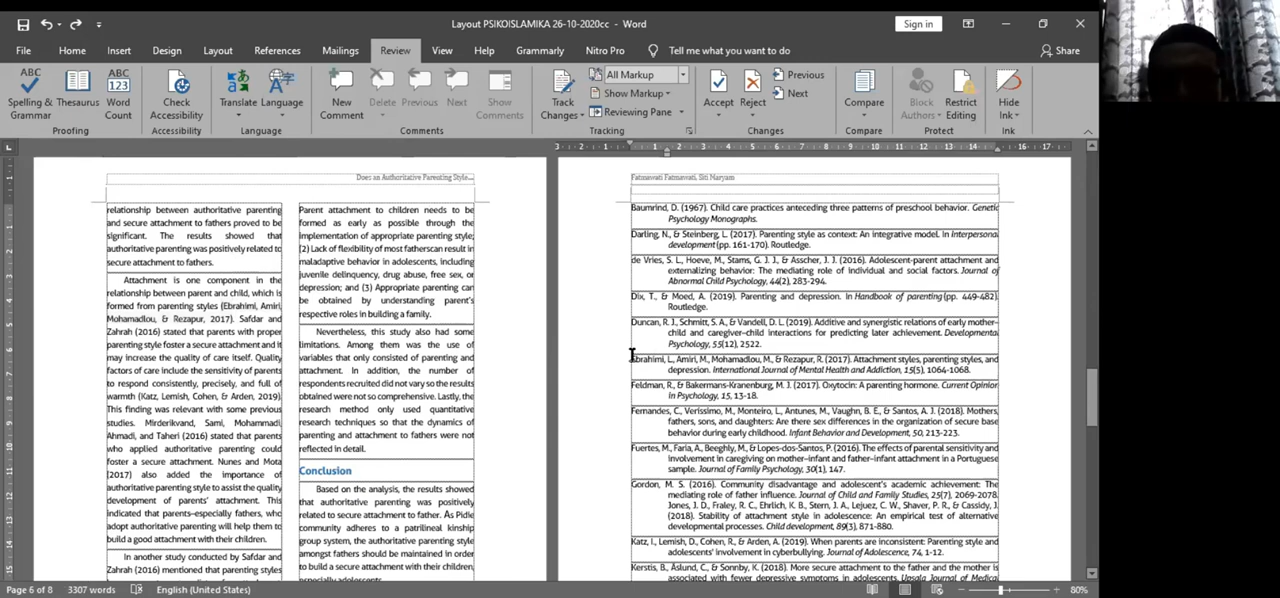 Layout PSIKOISLAMIKA 26-10-2020cc - Word
Sign in
File Home Insert Design Layout References Mailings Review View Help Grammarly Nitro Pro Tell me what you want to do Share
Spelling & Grammar
Thesaurus
Word Count
Proofing
Check Accessibility
Accessibility
Translate
Language
Language
New Comment
Delete
Previous
Next
Show Comments
Comments
Track Changes
All Markup
Show Markup
Reviewing Pane
Tracking
Accept
Reject
Previous
Next
Changes
Compare
Compare
Block Authors
Restrict Editing
Protect
Hide Ink
Ink
3 2 1 1 2 3 4 5 6 7 8 9 10 11 12 13 14 15 16 17
Does an Authoritative Parenting Style...
relationship between authoritative parenting
and secure attachment to fathers proved to be
significant. The results showed that
authoritative parenting was positively related to
secure attachment to fathers.
Attachment is one component in the
relationship between parent and child, which is
formed from parenting styles (Ebrahimi, Amiri,
Mohamadlou, & Rezapur, 2017). Safdar and
Zahrah (2016) stated that parents with proper
parenting style foster a secure attachment and it
may increase the quality of care itself. Quality
factors of care include the sensitivity of parents
to respond consistently, precisely, and full of
warmth (Katz, Lemish, Cohen, & Arden, 2019).
This finding was relevant with some previous
studies. Mirderikvand, Sami, Mohammadi,
Ahmadi, and Taheri (2016) stated that parents
who applied authoritative parenting could
foster a secure attachment. Nunes and Mota
(2017) also added the importance of
authoritative parenting style to assist the quality
development of parents' attachment. This
indicated that parents–especially fathers, who
adopt authoritative parenting will help them to
build a good attachment with their children.
In another study conducted by Safdar and
Zahrah (2016) mentioned that parenting styles
Parent attachment to children needs to be
formed as early as possible through the
implementation of appropriate parenting style;
(2) Lack of flexibility of most fatherscan result in
maladaptive behavior in adolescents, including
juvenile delinquency, drug abuse, free sex, or
depression; and (3) Appropriate parenting can
be obtained by understanding parent's
respective roles in building a family.
Nevertheless, this study also had some
limitations. Among them was the use of
variables that only consisted of parenting and
attachment. In addition, the number of
respondents recruited did not vary so the results
obtained were not so comprehensive. Lastly, the
research method only used quantitative
research techniques so that the dynamics of
parenting and attachment to fathers were not
reflected in detail.
Conclusion
Based on the analysis, the results showed
that authoritative parenting was positively
related to secure attachment to father. As Pidie
community adheres to a patrilineal kinship
group system, the authoritative parenting style
amongst fathers should be maintained in order
to build a secure attachment with their children,
especially adolescents.
Fatmawati Fatmawati, Siti Maryam
Baumrind, D. (1967). Child care practices anteceding three patterns of preschool behavior. Genetic
Psychology Monographs.
Darling, N., & Steinberg, L. (2017). Parenting style as context: An integrative model. In Interpersonal
development (pp. 161-170). Routledge.
de Vries, S. L., Hoeve, M., Stams, G. J. J., & Asscher, J. J. (2016). Adolescent-parent attachment and
externalizing behavior: The mediating role of individual and social factors. Journal of
Abnormal Child Psychology, 44(2), 283-294.
Dix, T., & Moed, A. (2019). Parenting and depression. In Handbook of parenting (pp. 449-482).
Routledge.
Duncan, R. J., Schmitt, S. A., & Vandell, D. L. (2019). Additive and synergistic relations of early mother–
child and caregiver–child interactions for predicting later achievement. Developmental
Psychology, 55(12), 2522.
Ebrahimi, L., Amiri, M., Mohamadlou, M., & Rezapur, R. (2017). Attachment styles, parenting styles, and
depression. International Journal of Mental Health and Addiction, 15(5), 1064-1068.
Feldman, R., & Bakermans-Kranenburg, M. J. (2017). Oxytocin: A parenting hormone. Current Opinion
in Psychology, 15, 13-18.
Fernandes, C., Veríssimo, M., Monteiro, L., Antunes, M., Vaughn, B. E., & Santos, A. J. (2018). Mothers,
fathers, sons, and daughters: Are there sex differences in the organization of secure base
behavior during early childhood. Infant Behavior and Development, 50, 213-223.
Fuertes, M., Faria, A., Beeghly, M., & Lopes-dos-Santos, P. (2016). The effects of parental sensitivity and
involvement in caregiving on mother–infant and father–infant attachment in a Portuguese
sample. Journal of Family Psychology, 30(1), 147.
Gordon, M. S. (2016). Community disadvantage and adolescent's academic achievement: The
mediating role of father influence. Journal of Child and Family Studies, 25(7), 2069-2078.
Jones, J. D., Fraley, R. C., Ehrlich, K. B., Stern, J. A., Lejuez, C. W., Shaver, P. R., & Cassidy, J.
(2018). Stability of attachment style in adolescence: An empirical test of alternative
developmental processes. Child development, 89(3), 871-880.
Katz, I., Lemish, D., Cohen, R., & Arden, A. (2019). When parents are inconsistent: Parenting style and
adolescents' involvement in cyberbullying. Journal of Adolescence, 74, 1-12.
Kerstis, B., Åslund, C., & Sonnby, K. (2018). More secure attachment to the father and the mother is
associated with fewer depressive symptoms in adolescents. Upsala Journal of Medical
Page 6 of 8 3307 words English (United States) 80%